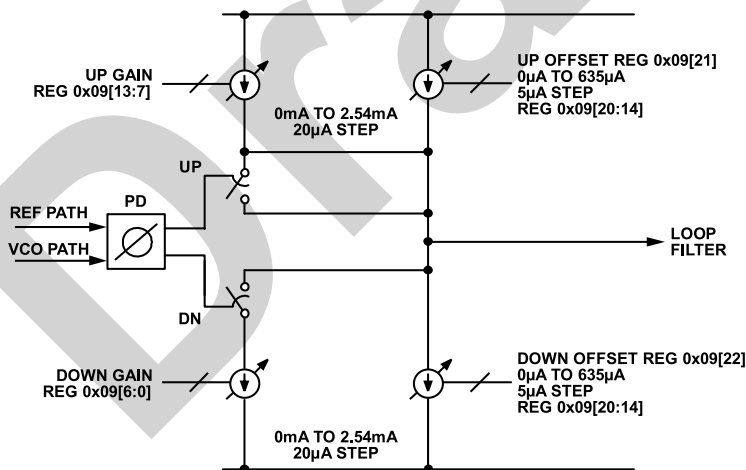 UP GAIN
REG 0x09[13:7]
0mA TO 2.54mA
20µA STEP
UP OFFSET REG 0x09[21]
0µA TO 635µA
5µA STEP
REG 0x09[20:14]
UP
PD
REF PATH
VCO PATH
LOOP
FILTER
DN
DOWN GAIN
REG 0x09[6:0]
0mA TO 2.54mA
20µA STEP
DOWN OFFSET REG 0x09[22]
0µA TO 635µA
5µA STEP
REG 0x09[20:14]